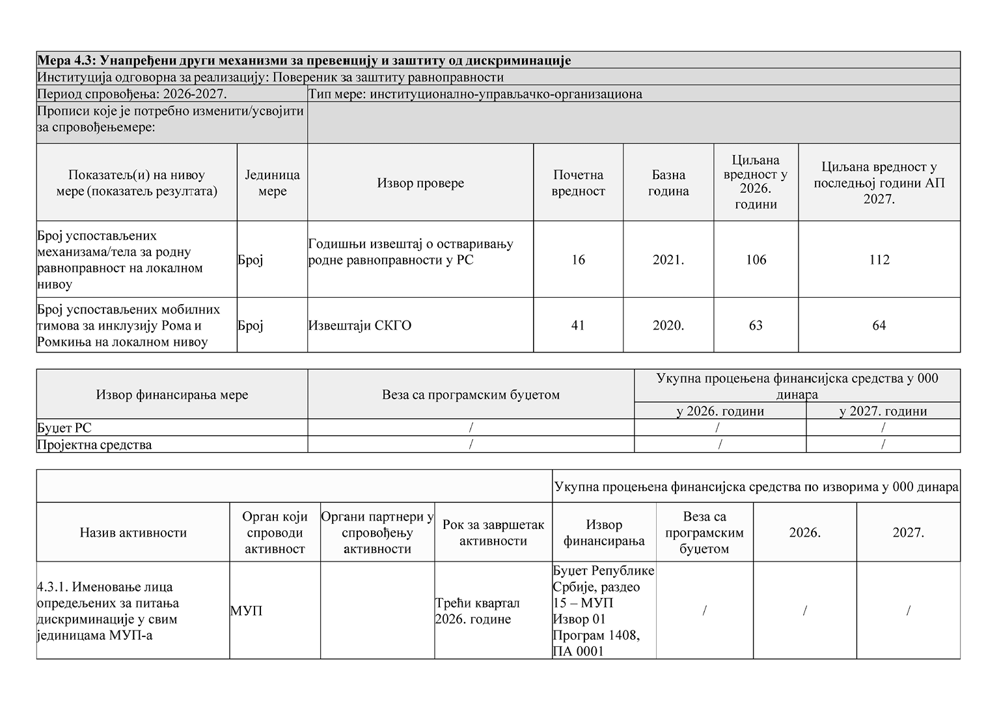 Мера 4.3: Унапређени други механизми за превенцију и заштиту од дискриминације
Институција одговорна за реализацију: Повереник за заштиту равноправности
Период спровођења: 2026-2027.
Тип мере: институционално-управљачко-организациона
Прописи које је потребно изменити/усвојити
за спровођењемере:
Показатељ(и) на нивоу
мере (показатељ резултата)
Јединица
мере
Извор провере
Почетна
вредност
Базна
година
Циљана
вредност у
2026.
години
Циљана вредност у
последњој години АП
2027.
Број успостављених
механизама/тела за родну
равноправност на локалном
нивоу
Број
Годишњи извештај о остваривању
родне равноправности у РС
16
2021.
106
112
Број успостављених мобилних
тимова за инклузију Рома и
Ромкиња на локалном нивоу
Број
Извештаји СКГО
41
2020.
63
64
Извор финансирања мере
Веза са програмским буџетом
Укупна процењена финансијска средства у 000
динара
у 2026. години
у 2027. години
Буџет РС
/
/
/
Пројектна средства
/
/
/
Укупна процењена финансијска средства по изворима у 000 динара
Назив активности
Орган који
спроводи
активност
Органи партнери у
спровођењу
активности
Рок за завршетак
активности
Извор
финансирања
Веза са
програмским
буџетом
2026.
2027.
4.3.1. Именовање лица
опредељених за питања
дискриминације у свим
јединицама МУП-а
МУП
Трећи квартал
2026. године
Буџет Републике
Србије, раздео
15 – МУП
Извор 01
Програм 1408,
ПА 0001
/
/
/